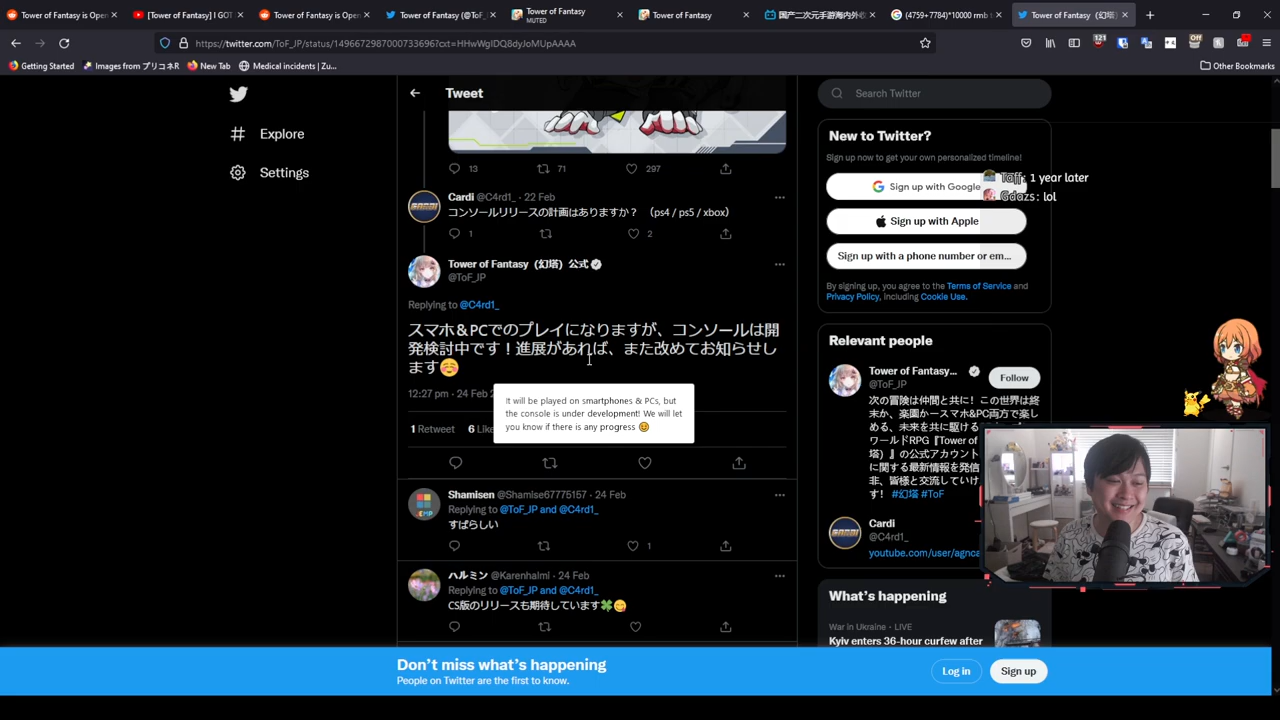 Tower of Fantasy is Open
[Tower of Fantasy] I GOT
Tower of Fantasy is Open
Tower of Fantasy (@ToF_JP
Tower of Fantasy
MUTED
Tower of Fantasy
国产二次元手游海内外收
(4759+7784)*10000 rmb t
Tower of Fantasy (幻塔)
https://twitter.com/ToF_JP/status/1496672987000733696?cxt=HHwWgIDQ8dyJoMUpAAAA
121
Off
Getting Started
Images from プリコネR
New Tab
Medical incidents | Zu...
Other Bookmarks
Explore
Settings
Tweet
13
71
297
Cardi @C4rd1_ · 22 Feb
コンソールリリースの計画はありますか？ （ps4 / ps5 / xbox）
1
2
Tower of Fantasy（幻塔）公式
@ToF_JP
Replying to @C4rd1_
スマホ＆PCでのプレイになりますが、コンソールは開
発検討中です！進展があれば、また改めてお知らせし
ます☺️
12:27 pm · 24 Feb 2
It will be played on smartphones & PCs, but
the console is under development! We will let
you know if there is any progress
1 Retweet
6 Like
Shamisen @Shamise67775157 · 24 Feb
Replying to @ToF_JP and @C4rd1_
すばらしい
1
ハルミン @Karenhalmi · 24 Feb
Replying to @ToF_JP and @C4rd1_
CS版のリリースも期待しています🍀😋
Search Twitter
New to Twitter?
Sign up now to get your own personalized timeline!
Toff: 1 year later
Gdazs: lol
Sign up with Google
Sign up with Apple
Sign up with a phone number or em...
By signing up, you agree to the Terms of Service and
Privacy Policy, including Cookie Use.
Relevant people
Tower of Fantasy...
@ToF_JP
Follow
次の冒険は仲間と共に！この世界は終
末か、楽園かースマホ&PC両方で楽し
める、未来を共に駆ける
ワールドRPG『Tower of
塔）』の公式アカウント
に関する最新情報を発信
非、皆様と交流していけ
す！ #幻塔 #ToF
Cardi
@C4rd1_
youtube.com/user/agnca
What's happening
War in Ukraine · LIVE
Kyiv enters 36-hour curfew after
Don't miss what's happening
People on Twitter are the first to know.
Log in
Sign up